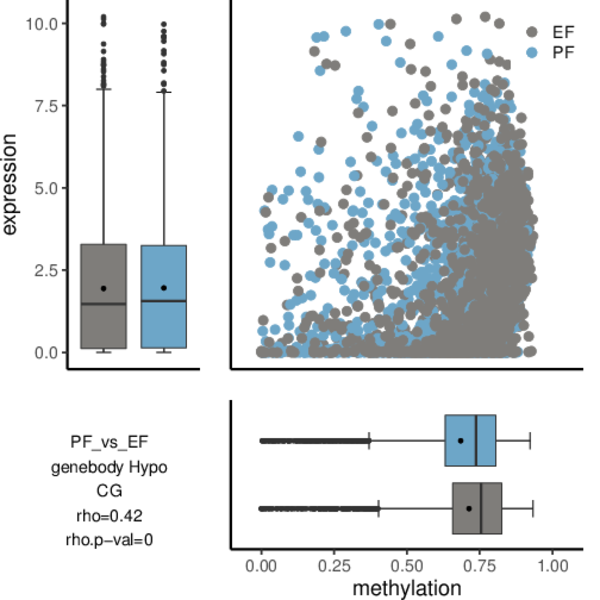 10.0
7.5
5.0
2.5
0.0
expression
EF
PF
PF_vs_EF
genebody Hypo
CG
rho=0.42
rho.p−val=0
0.00 0.25 0.50 0.75 1.00
methylation